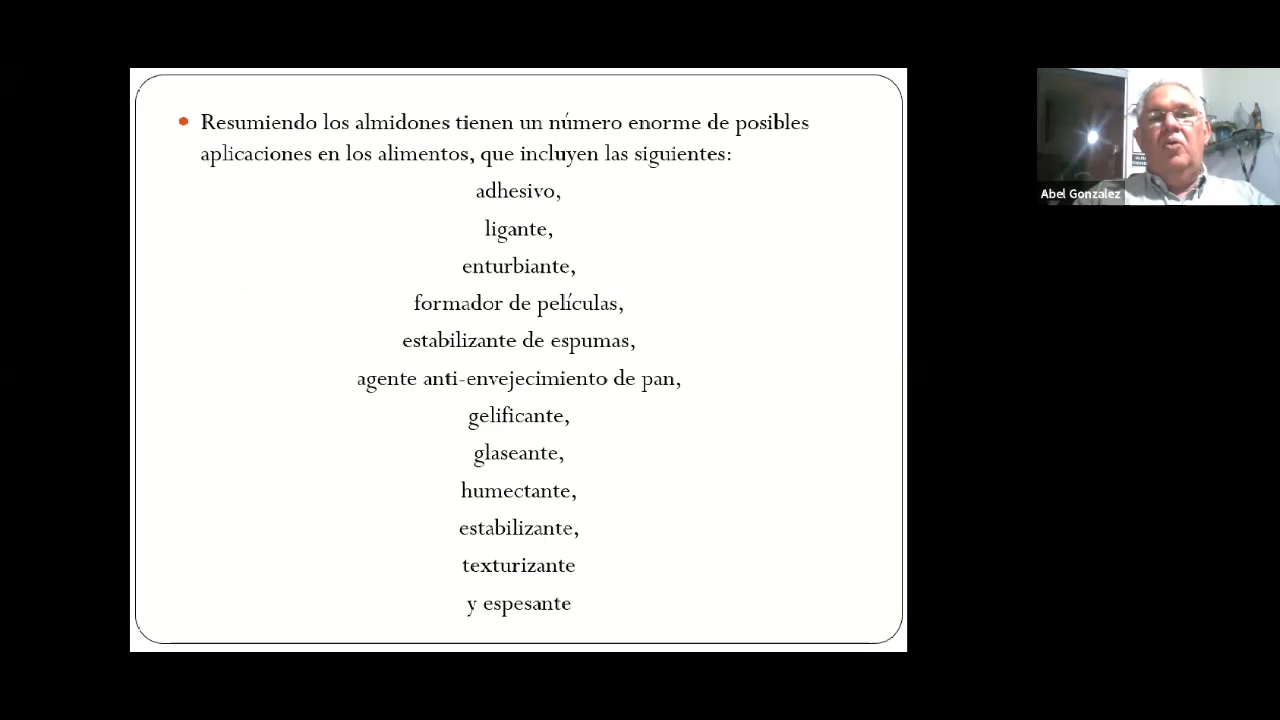 Resumiendo los almidones tienen un número enorme de posibles
aplicaciones en los alimentos, que incluyen las siguientes:
adhesivo,
ligante,
enturbiante,
formador de películas,
estabilizante de espumas,
agente anti-envejecimiento de pan,
gelificante,
glaseante,
humectante,
estabilizante,
texturizante
y espesante
Abel Gonzalez